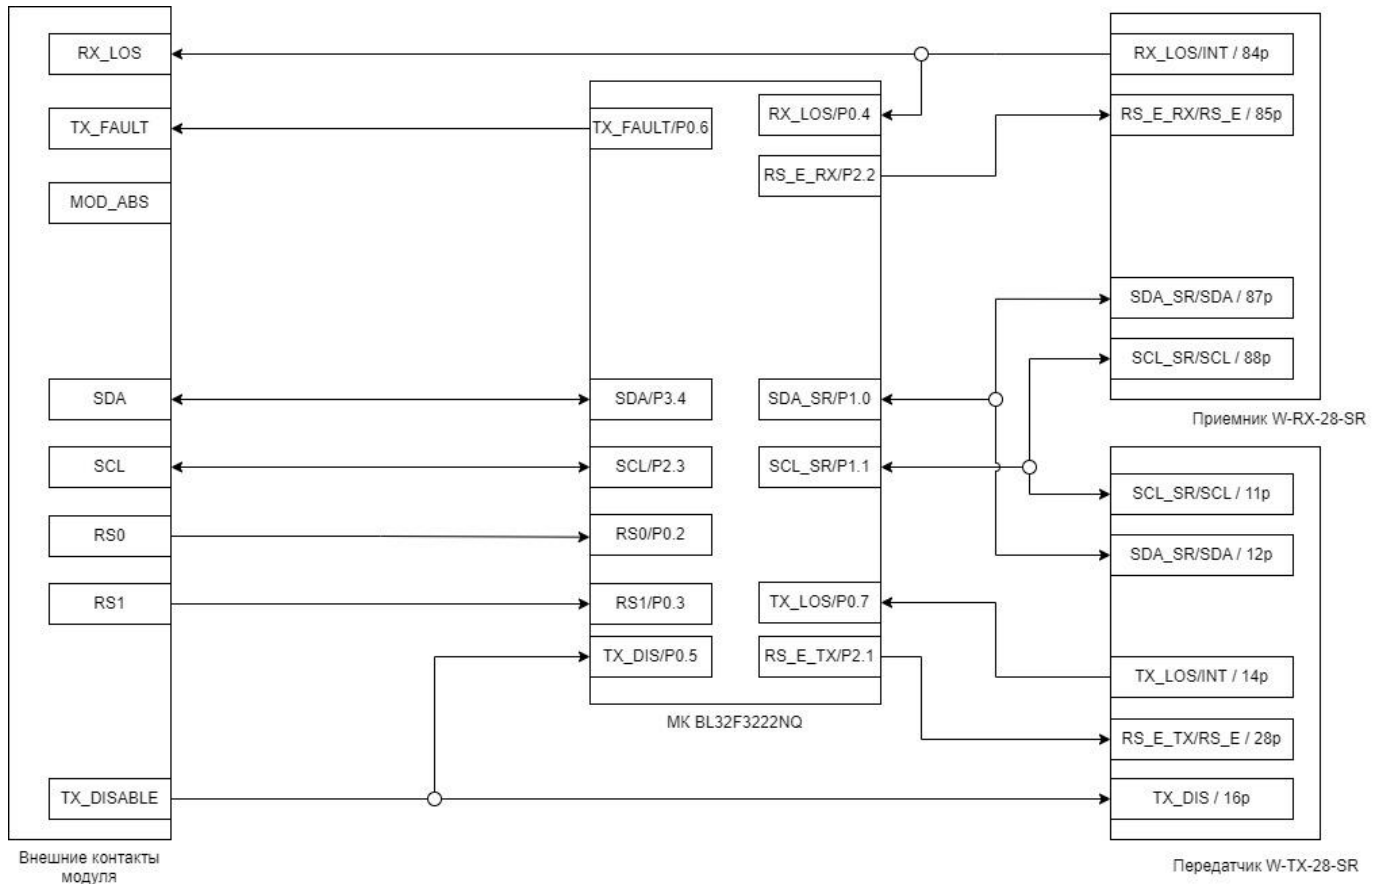 RX_LOS
TX_FAULT
MOD_ABS
SDA
SCL
RS0
RS1
TX_DISABLE
Внешние контакты
модуля
TX_FAULT/P0.6
SDA/P3.4
SCL/P2.3
RS0/P0.2
RS1/P0.3
TX_DIS/P0.5
RX_LOS/P0.4
RS_E_RX/P2.2
SDA_SR/P1.0
SCL_SR/P1.1
TX_LOS/P0.7
RS_E_TX/P2.1
МК BL32F3222NQ
RX_LOS/INT / 84p
RS_E_RX/RS_E / 85p
SDA_SR/SDA / 87p
SCL_SR/SCL / 88p
Приемник W-RX-28-SR
SCL_SR/SCL / 11p
SDA_SR/SDA / 12p
TX_LOS/INT / 14p
RS_E_TX/RS_E / 28p
TX_DIS / 16p
Передатчик W-TX-28-SR